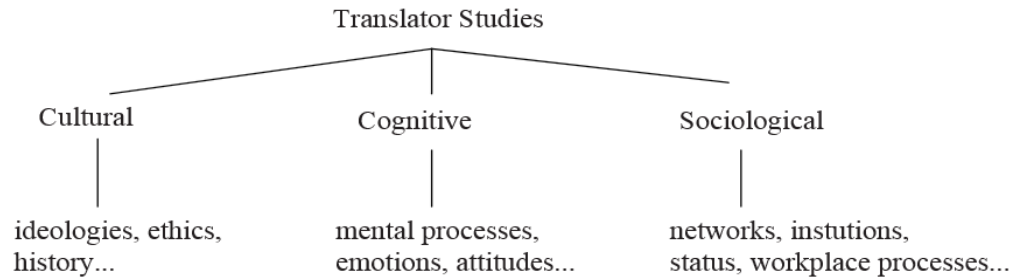 Translator Studies
Cultural
Cognitive
Sociological
ideologies, ethics,
history...
mental processes,
emotions, attitudes...
networks, instutions,
status, workplace processes...